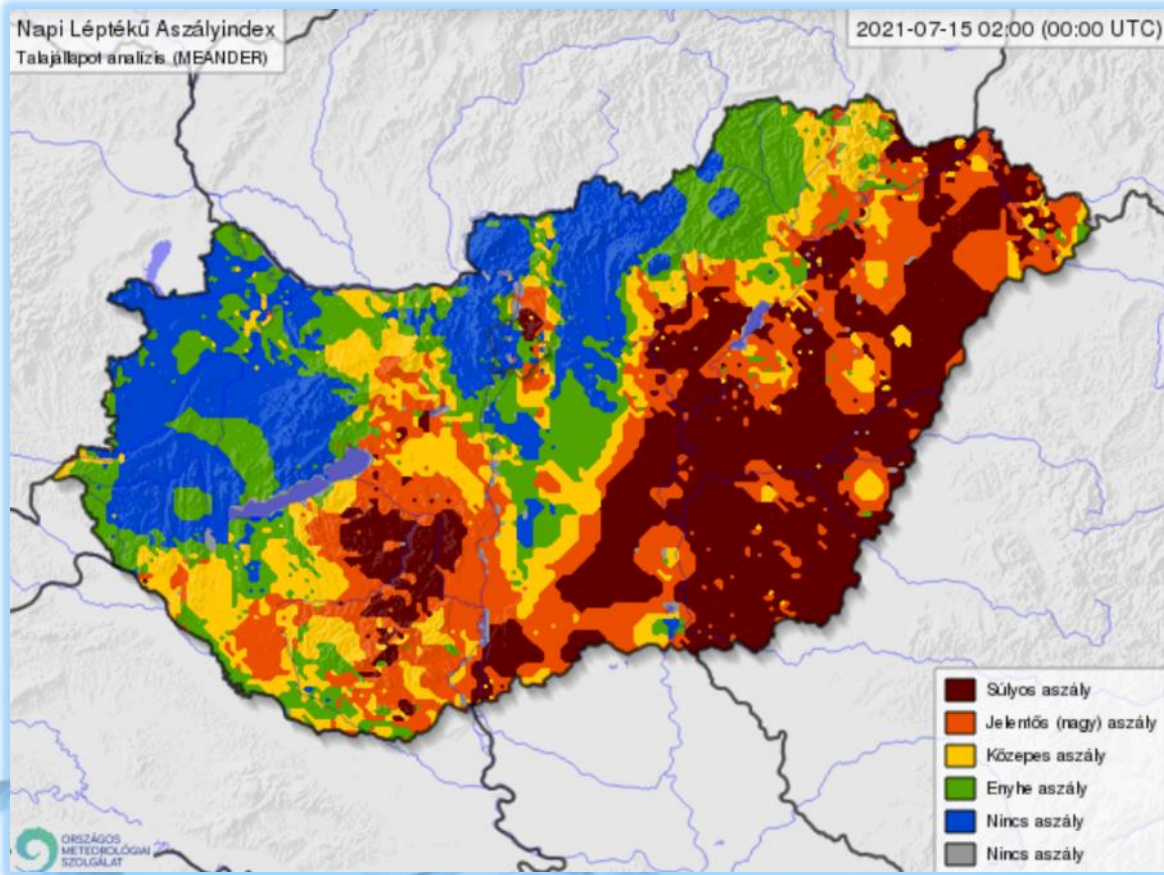 Napi Léptékű Aszályindex
Talajállapot analízis (MEANDER)
2021-07-15 02:00 (00:00 UTC)
Súlyos aszály
Jelentős (nagy) aszály
Közepes aszály
Enyhe aszály
Nincs aszály
Nincs aszály
ORSZÁGOS
METEOROLÓGIAI
SZOLGÁLAT